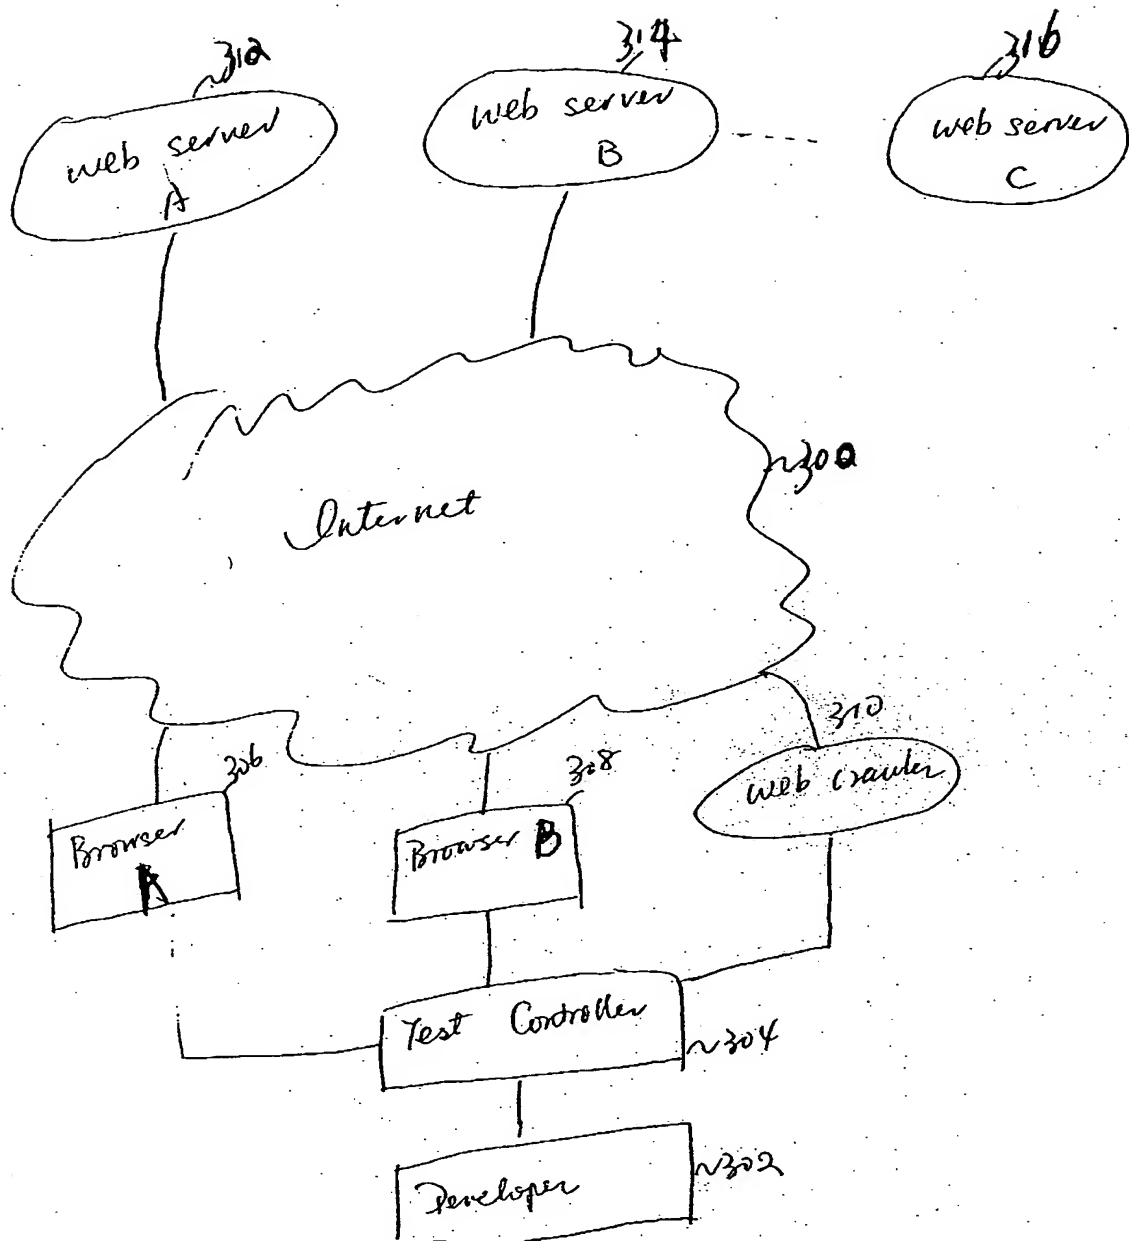 312
314
316
web server
A
web server
B
web server
C
300
Internet
310
306
308
web crawler
Browser
A
Browser B
Test Controller
304
Developer
302